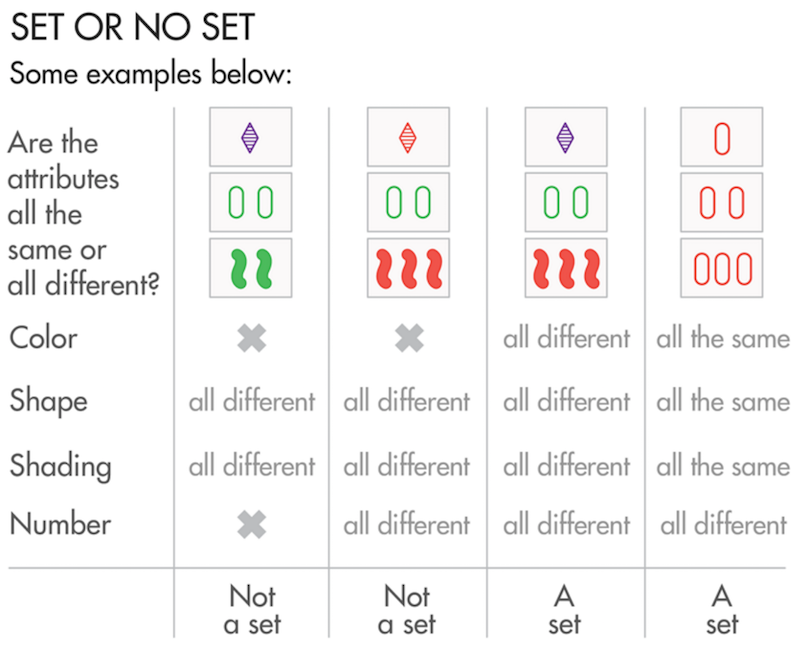 SET OR NO SET
Some examples below:
Are the
attributes
all the
same or
all different?
Color all different all the same
Shape all different all different all different all the same
Shading all different all different all different all the same
Number all different all different all different
Not Not A A
a set a set set set